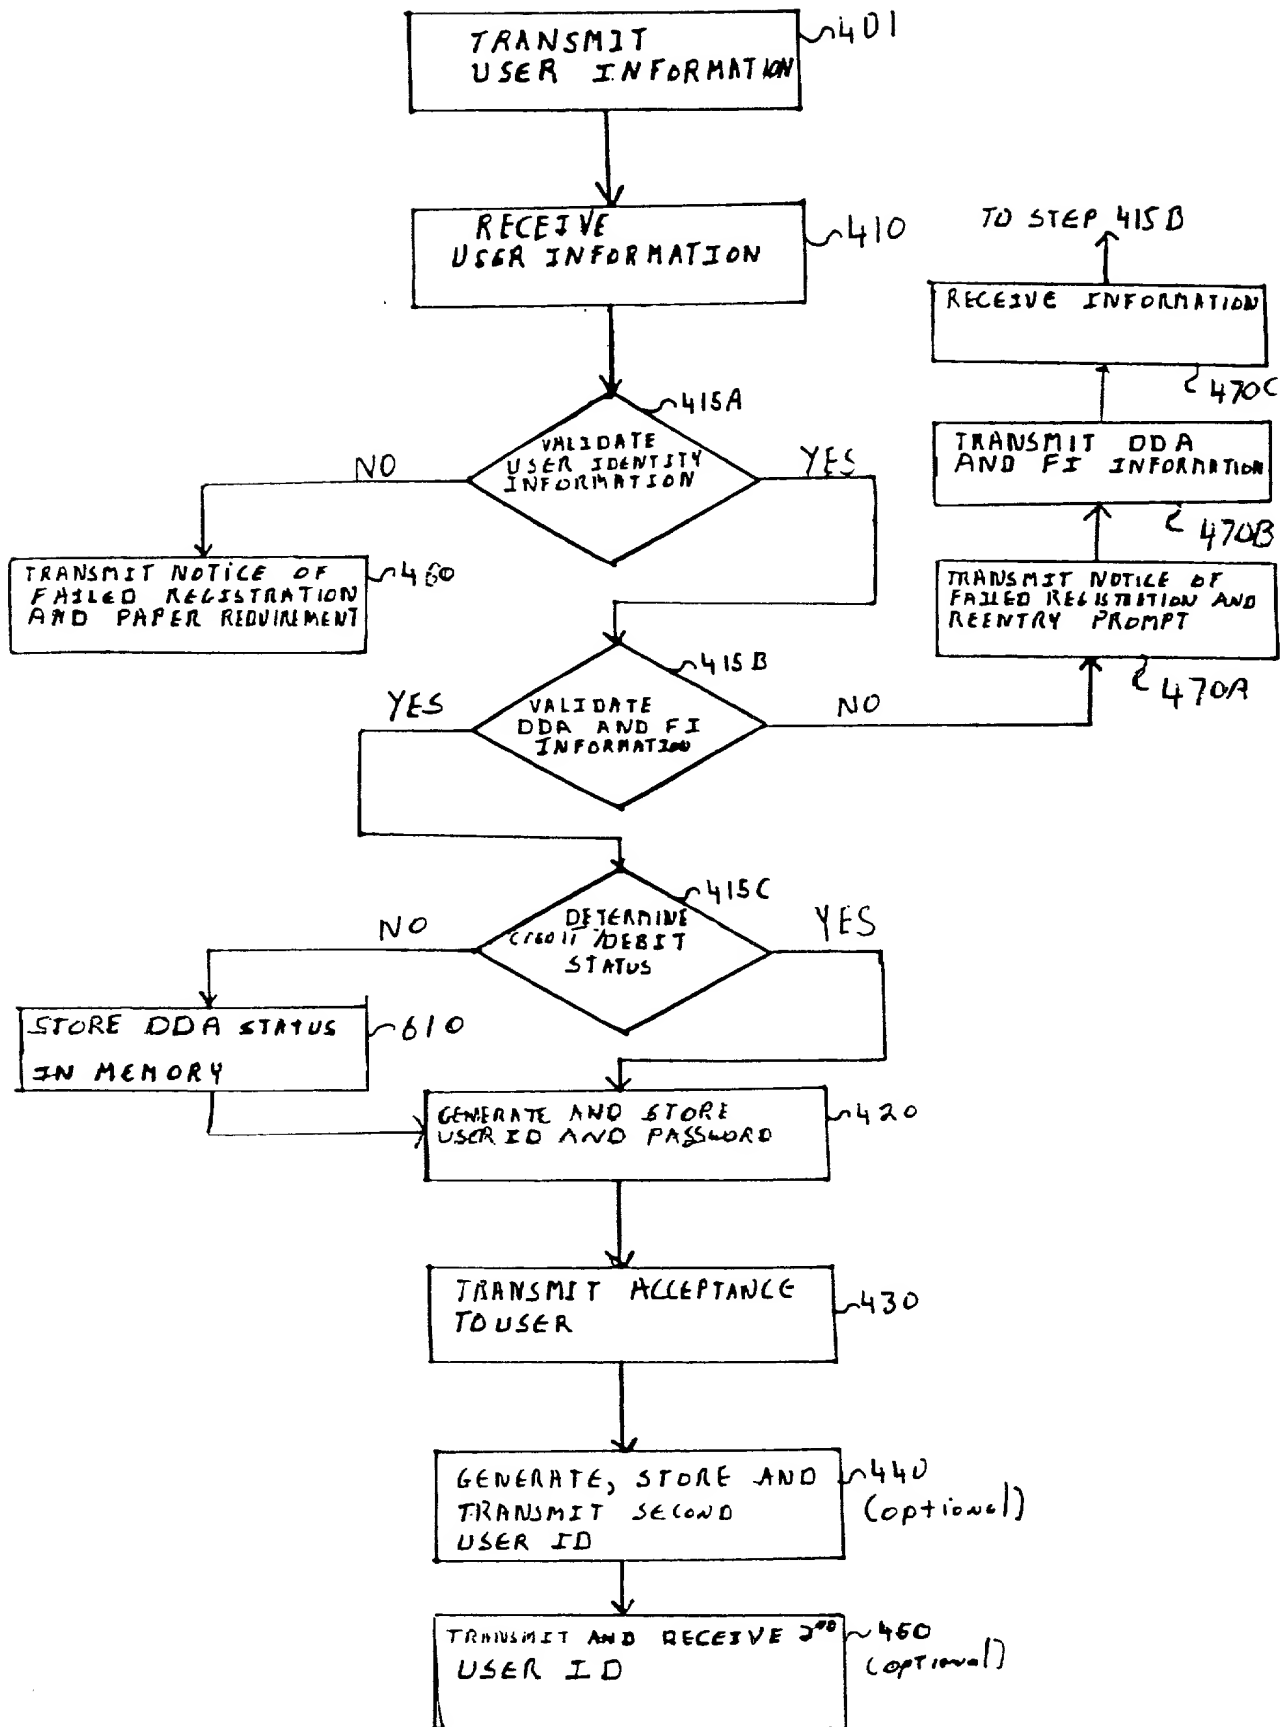 TRANSMIT
USER INFORMATION
401
RECEIVE
USER INFORMATION
410
TO STEP 415B
RECEIVE INFORMATION
470C
TRANSMIT DDA
AND FI INFORMATION
470B
TRANSMIT NOTICE OF
FAILED REGISTRATION AND
REENTRY PROMPT
470A
415A
VALIDATE
USER IDENTITY
INFORMATION
NO
YES
TRANSMIT NOTICE OF
FAILED REGISTRATION
AND PAPER REQUIREMENT
460
415B
VALIDATE
DDA AND FI
INFORMATION
YES
NO
415C
DETERMINE
CREDIT/DEBIT
STATUS
NO
YES
STORE DDA STATUS
IN MEMORY
610
GENERATE AND STORE
USER ID AND PASSWORD
420
TRANSMIT ACCEPTANCE
TO USER
430
GENERATE, STORE AND
TRANSMIT SECOND
USER ID
440
(optional)
TRANSMIT AND RECEIVE 2ND
USER ID
(optional)